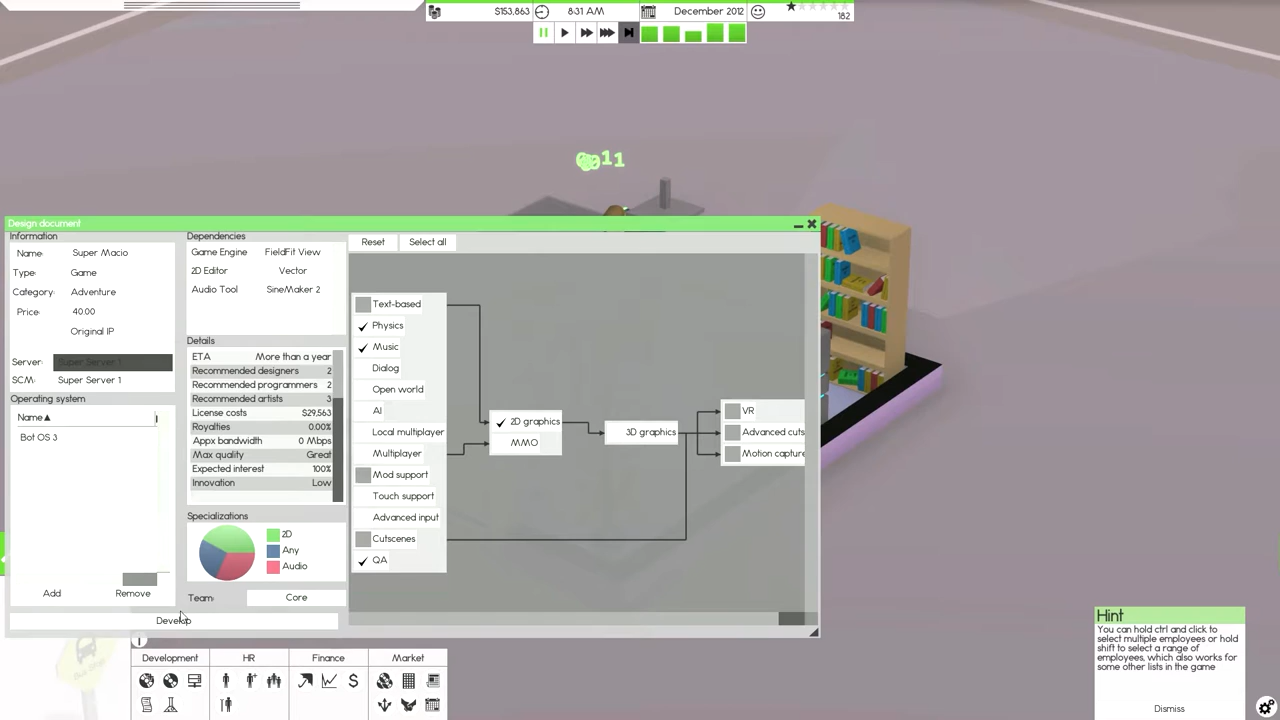 $153,863
8:31 AM
December 2012
182
11
Design document
Information
Name: Super Macio
Type: Game
Category: Adventure
Price: 40.00
Original IP
Server: Super Server 1
SCM: Super Server 1
Operating system
Name▲
Bot OS 3
Add Remove
Develop
Dependencies
Game Engine FieldFit View
2D Editor Vector
Audio Tool SineMaker 2
Details
ETA More than a year
Recommended designers 2
Recommended programmers 2
Recommended artists 3
License costs $29,563
Royalties 0.00%
Appx bandwidth 0 Mbps
Max quality Great
Expected interest 100%
Innovation Low
Specializations
2D
Any
Audio
Team: Core
Reset Select all
Text-based
Physics
Music
Dialog
Open world
AI
Local multiplayer
Multiplayer
Mod support
Touch support
Advanced input
Cutscenes
QA
2D graphics
MMO
3D graphics
VR
Advanced cuts
Motion capture
Development HR Finance Market
Hint
You can hold ctrl and click to
select multiple employees or hold
shift to select a range of
employees, which also works for
some other lists in the game
Dismiss